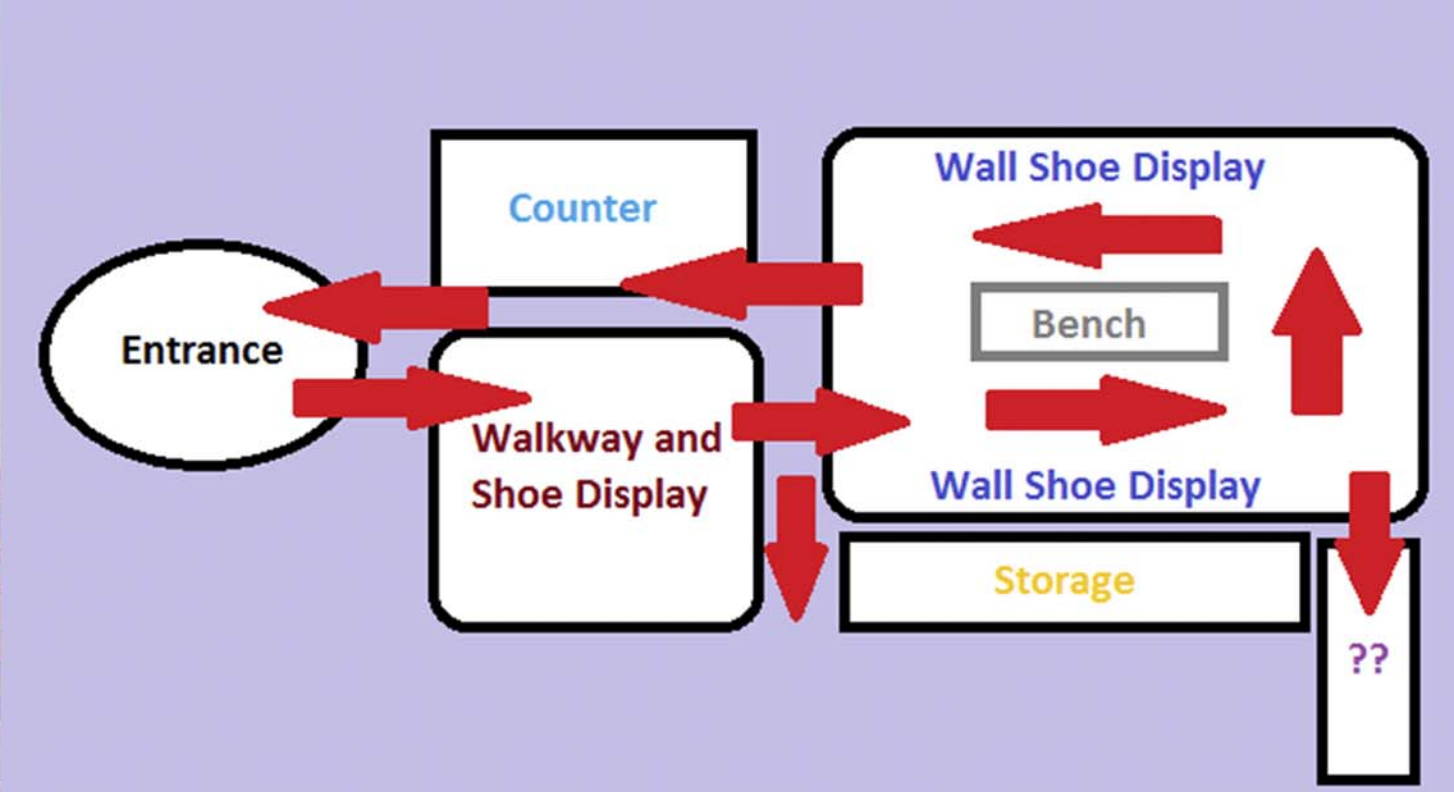 Counter
Wall Shoe Display
Entrance
Bench
Walkway and
Shoe Display
Wall Shoe Display
Storage
??